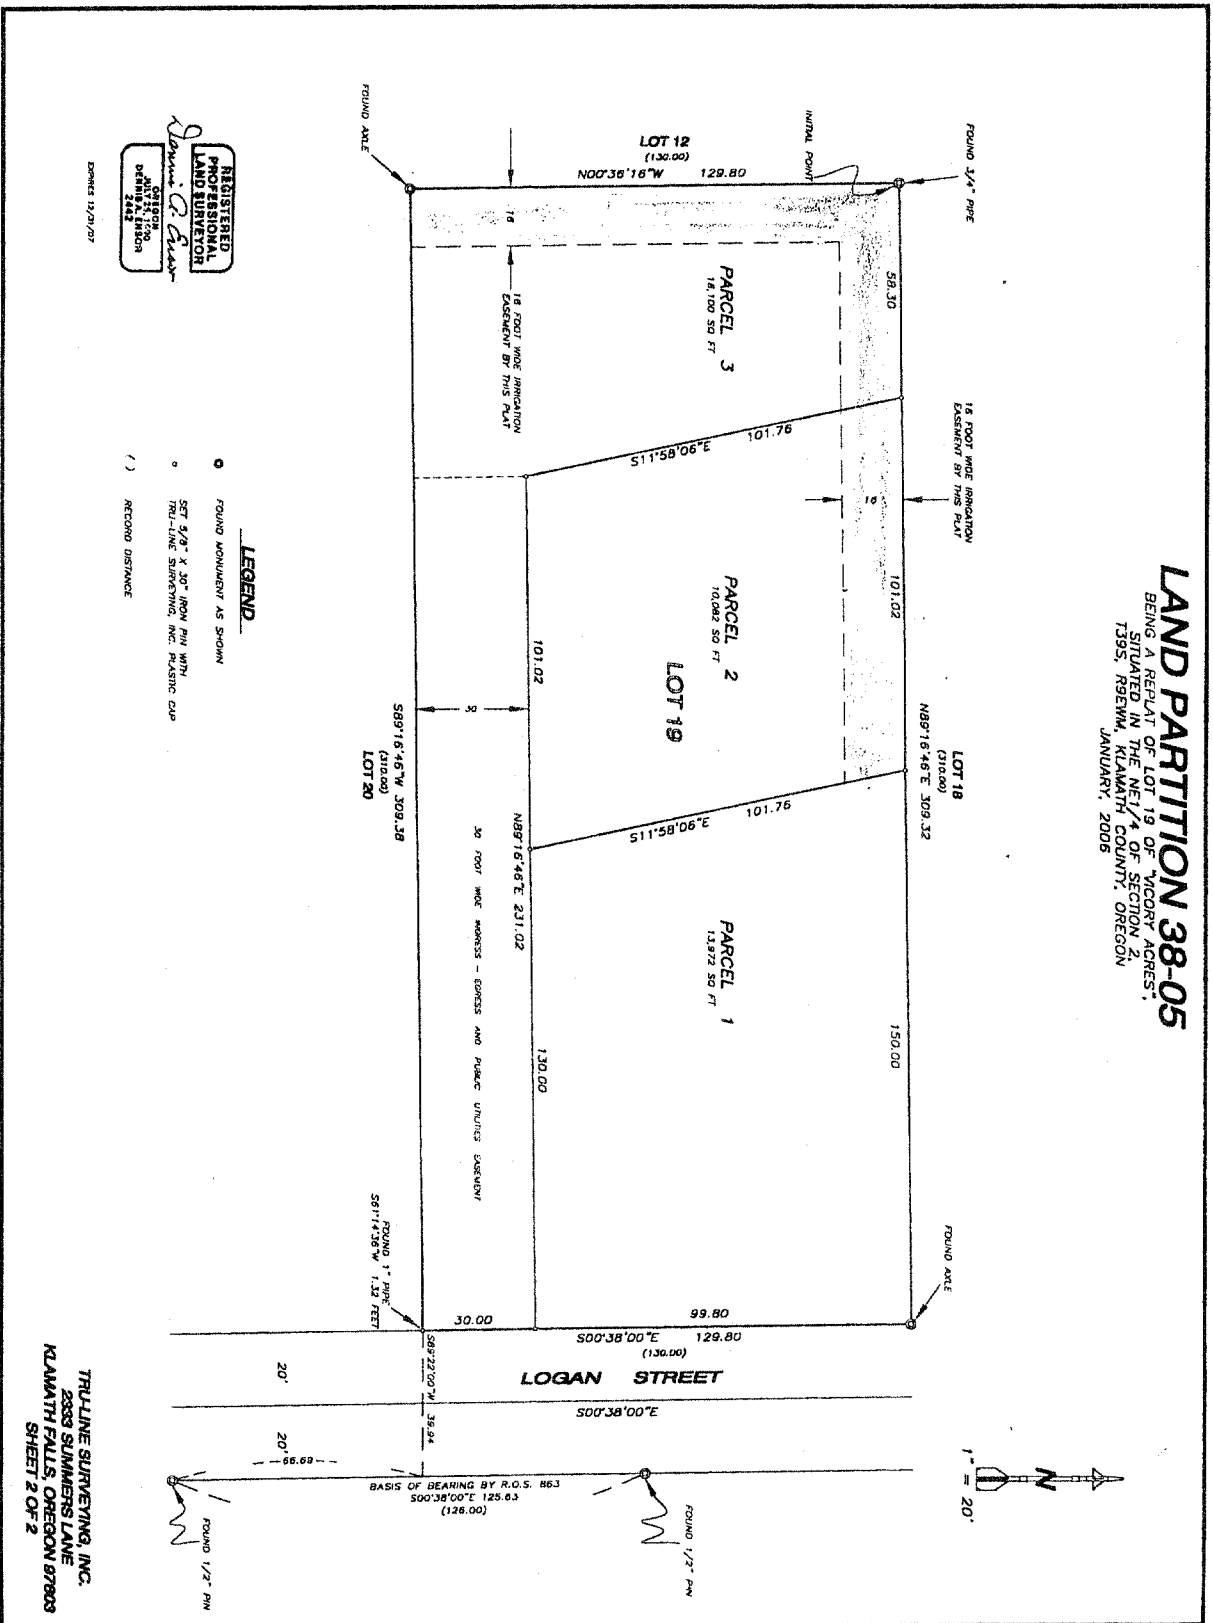 LAND PARTITION 38-05
BEING A REPLAT OF LOT 19 OF "VICORY ACRES",
SITUATED IN THE NE1/4 OF SECTION 2,
T39S, R9EWM, KLAMATH COUNTY, OREGON
JANUARY, 2006
1" = 20'
N
FOUND 3/4" PIPE
INITIAL POINT
16 FOOT WIDE IRRIGATION
EASEMENT BY THIS PLAT
LOT 18
(310.00)
N89°16'46"E 309.32
FOUND AXLE
58.30
101.02
150.00
16
LOT 12
(130.00)
N00°36'16"W 129.80
PARCEL 3
16,100 SQ FT
S11°58'06"E 101.76
PARCEL 2
10,082 SQ FT
LOT 19
S11°58'06"E 101.76
PARCEL 1
13,972 SQ FT
99.80
S00°38'00"E 129.80
(130.00)
LOGAN STREET
S00°38'00"E
16
16 FOOT WIDE IRRIGATION
EASEMENT BY THIS PLAT
101.02
N89°16'46"E 231.02
130.00
30
30 FOOT WIDE INGRESS - EGRESS AND PUBLIC UTILITIES EASEMENT
30.00
FOUND AXLE
S89°16'46"W 309.38
(310.00)
LOT 20
FOUND 1" PIPE
S61°14'36"W 1.32 FEET
S89°22'00"W 39.94
20'
20'
66.69
BASIS OF BEARING BY R.O.S. 863
S00°38'00"E 125.63
(126.00)
FOUND 1/2" PIN
FOUND 1/2" PIN
LEGEND
FOUND MONUMENT AS SHOWN
SET 5/8" X 30" IRON PIN WITH
TRU-LINE SURVEYING, INC. PLASTIC CAP
( ) RECORD DISTANCE
REGISTERED
PROFESSIONAL
LAND SURVEYOR
Dennis A. Ensor
OREGON
JULY 25, 1990
DENNIS A. ENSOR
2442
EXPIRES 12/31/07
TRU-LINE SURVEYING, INC.
2333 SUMMERS LANE
KLAMATH FALLS, OREGON 97603
SHEET 2 OF 2